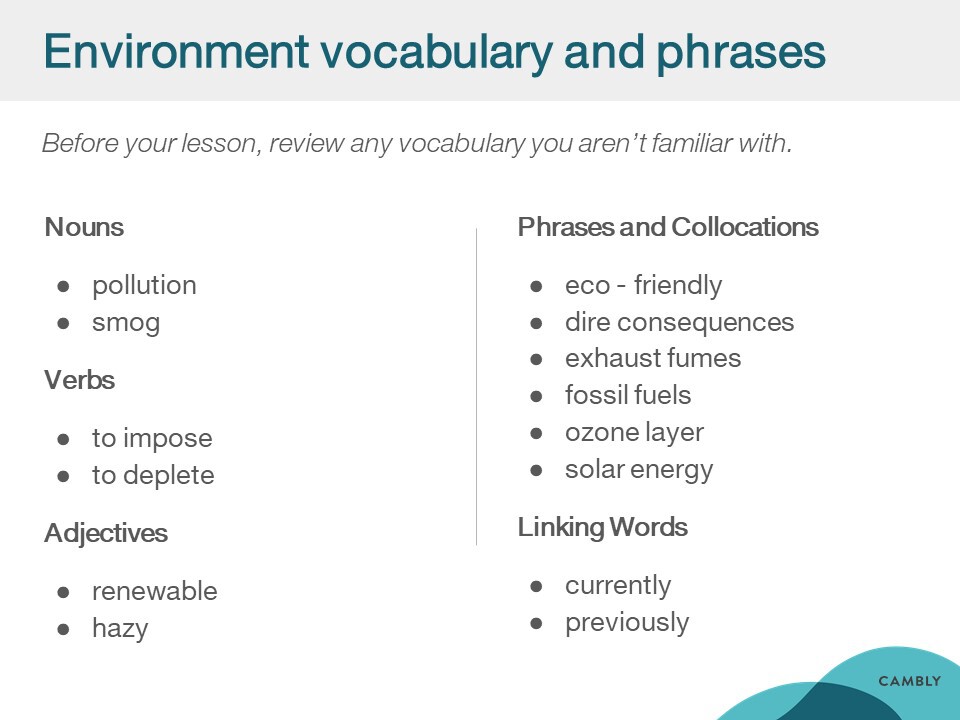 Environment vocabulary and phrases
Before your lesson, review any vocabulary you aren't familiar with.
Nouns
● pollution
● smog
Verbs
● to impose
● to deplete
Adjectives
● renewable
● hazy
Phrases and Collocations
● eco - friendly
● dire consequences
● exhaust fumes
● fossil fuels
● ozone layer
● solar energy
Linking Words
● currently
● previously
CAMBLY